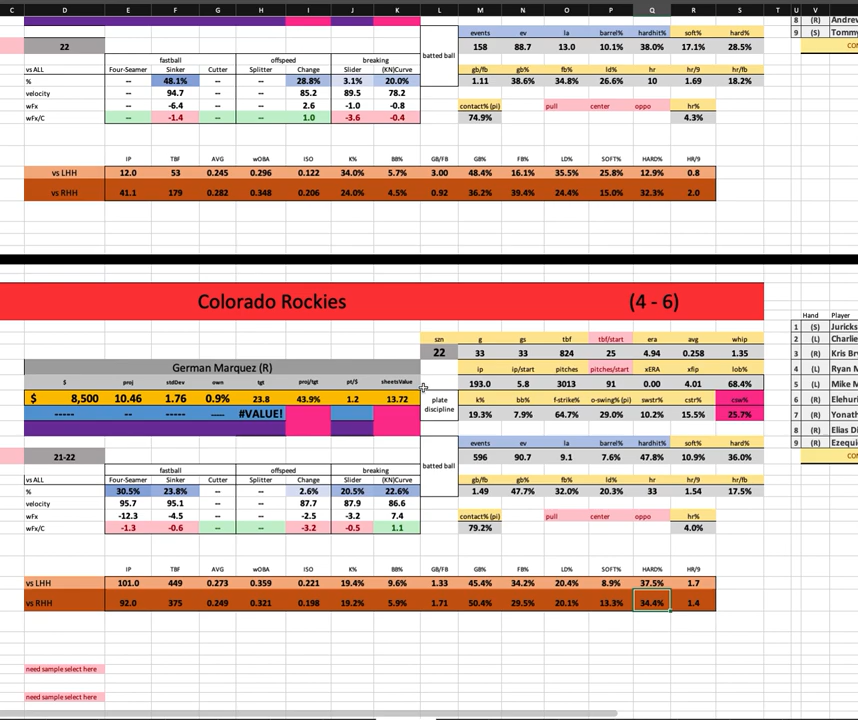 C D E F G H I J K L M N O P Q R S T U V
8 (R) Andrew
9 (S) Tommy
events ev la barrel% hardhit% soft% hard%
22 158 88.7 13.0 10.1% 38.0% 17.1% 28.5%
batted ball
fastball offspeed breaking
gb/fb gb% fb% ld% hr hr/9 hr/fb
vs ALL Four-Seamer Sinker Cutter Splitter Change Slider (KN)Curve
% -- 48.1% -- -- 28.8% 3.1% 20.0% 1.11 38.6% 34.8% 26.6% 10 1.69 18.2%
velocity -- 94.7 -- -- 85.2 89.5 78.2
wFx -- -6.4 -- -- 2.6 -1.0 -0.8 contact% (pi) pull center oppo hr%
wFx/C -- -1.4 -- -- 1.0 -3.6 -0.4 74.9% 4.3%
IP TBF AVG wOBA ISO K% BB% GB/FB GB% FB% LD% SOFT% HARD% HR/9
vs LHH 12.0 53 0.245 0.296 0.122 34.0% 5.7% 3.00 48.4% 16.1% 35.5% 25.8% 12.9% 0.8
vs RHH 41.1 179 0.282 0.348 0.206 24.0% 4.5% 0.92 36.2% 39.4% 24.4% 15.0% 32.3% 2.0
Colorado Rockies (4 - 6)
Hand Player
1 (S) Juricks
szn g gs tbf tbf/start era avg whip 2 (L) Charlie
22 33 33 824 25 4.94 0.258 1.35 3 (R) Kris Br
German Marquez (R) ip ip/start pitches pitches/start xERA xfip lob% 4 (L) Ryan M
$ proj stdDev own tgt proj/tgt pt/$ sheetsValue 193.0 5.8 3013 91 0.00 4.01 68.4% 5 (L) Mike M
$ 8,500 10.46 1.76 0.9% 23.8 43.9% 1.2 13.72 plate discipline k% bb% f-strike% o-swing% (pi) swstr% cstr% csw% 6 (R) Elehuri
----- -- ----- ---- #VALUE! 19.3% 7.9% 64.7% 29.0% 10.2% 15.5% 25.7% 7 (R) Yonath
8 (R) Elias Di
events ev la barrel% hardhit% soft% hard% 9 (R) Ezequie
21-22 596 90.7 9.1 7.6% 47.8% 10.9% 36.0%
batted ball
fastball offspeed breaking
gb/fb gb% fb% ld% hr hr/9 hr/fb
vs ALL Four-Seamer Sinker Cutter Splitter Change Slider (KN)Curve
% 30.5% 23.8% -- -- 2.6% 20.5% 22.6% 1.49 47.7% 32.0% 20.3% 33 1.54 17.5%
velocity 95.7 95.1 -- -- 87.7 87.9 86.6
wFx -12.3 -4.5 -- -- -2.5 -3.2 7.4 contact% (pi) pull center oppo hr%
wFx/C -1.3 -0.6 -- -- -3.2 -0.5 1.1 79.2% 4.0%
IP TBF AVG wOBA ISO K% BB% GB/FB GB% FB% LD% SOFT% HARD% HR/9
vs LHH 101.0 449 0.273 0.359 0.221 19.4% 9.6% 1.33 45.4% 34.2% 20.4% 8.9% 37.5% 1.7
vs RHH 92.0 375 0.249 0.321 0.198 19.2% 5.9% 1.71 50.4% 29.5% 20.1% 13.3% 34.4% 1.4
need sample select here
need sample select here